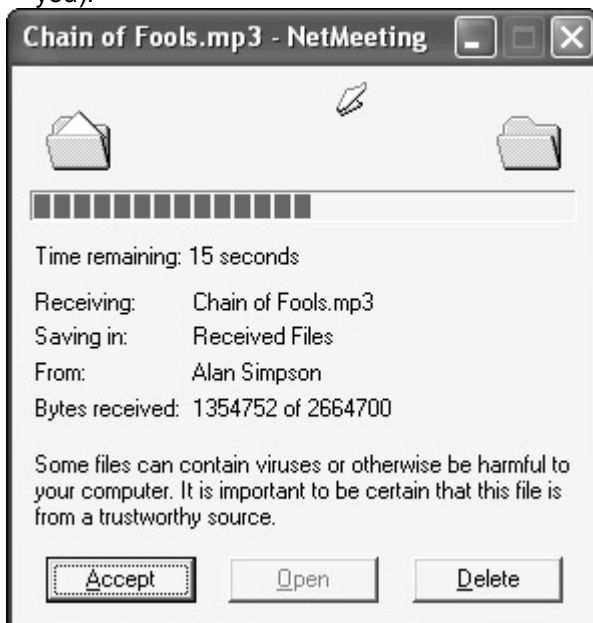 you).
Chain of Fools.mp3 - NetMeeting
Time remaining: 15 seconds
Receiving: Chain of Fools.mp3
Saving in: Received Files
From: Alan Simpson
Bytes received: 1354752 of 2664700
Some files can contain viruses or otherwise be harmful to
your computer. It is important to be certain that this file is
from a trustworthy source.
Accept Open Delete